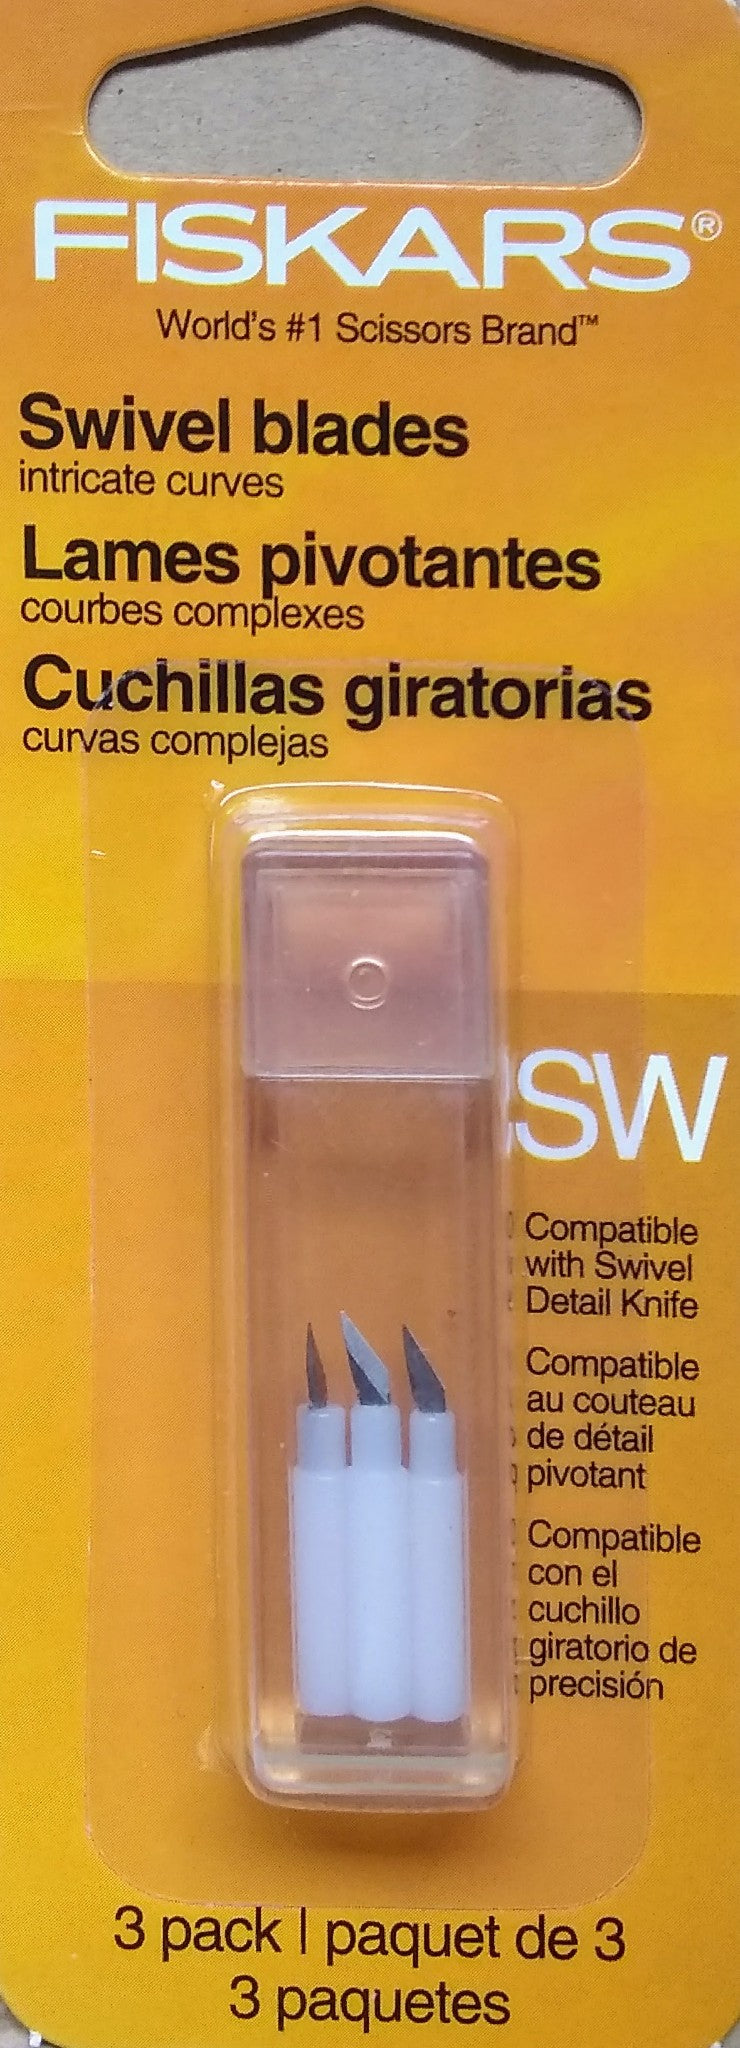 FISKARS®
World's #1 Scissors Brand™
Swivel blades
intricate curves
Lames pivotantes
courbes complexes
Cuchillas giratorias
curvas complejas
SW
Compatible
with Swivel
Detail Knife
Compatible
au couteau
de détail
pivotant
Compatible
con el
cuchillo
giratorio de
precisión
3 pack | paquet de 3
3 paquetes